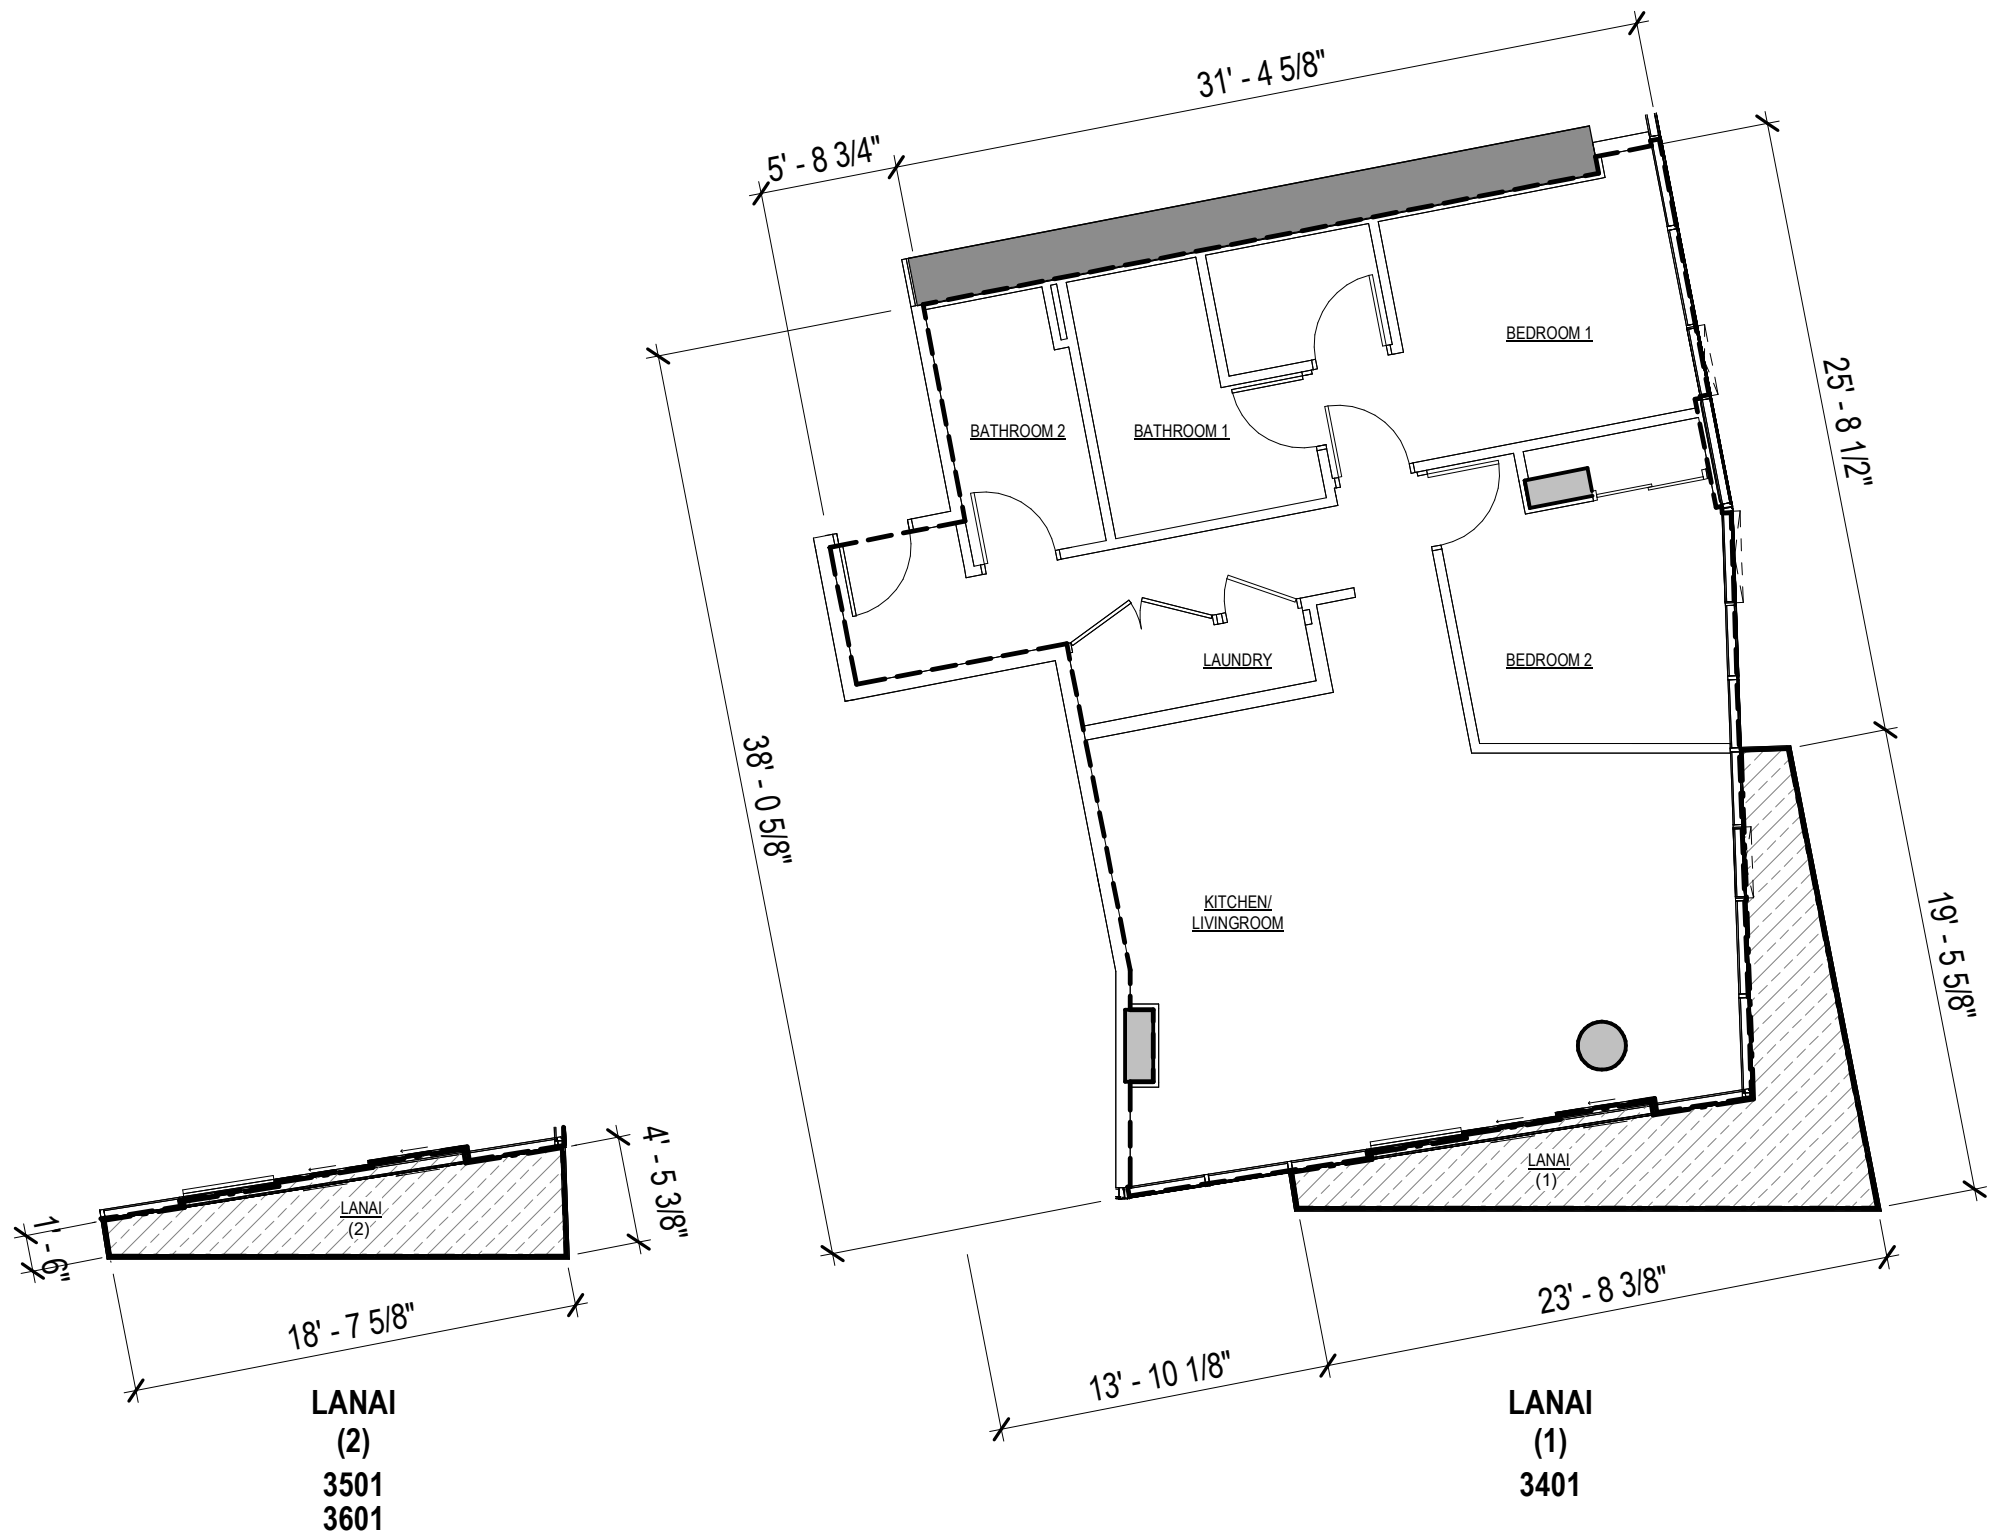 31' - 4 5/8"
5' - 8 3/4"
BEDROOM 1
25' - 8 1/2"
BATHROOM 2
BATHROOM 1
LAUNDRY
BEDROOM 2
38' - 0 5/8"
KITCHEN/
LIVINGROOM
19' - 5 5/8"
LANAI
(1)
4' - 5 3/8"
LANAI
(2)
1' - 6"
18' - 7 5/8"
23' - 8 3/8"
13' - 10 1/8"
LANAI
(2)
3501
3601
LANAI
(1)
3401